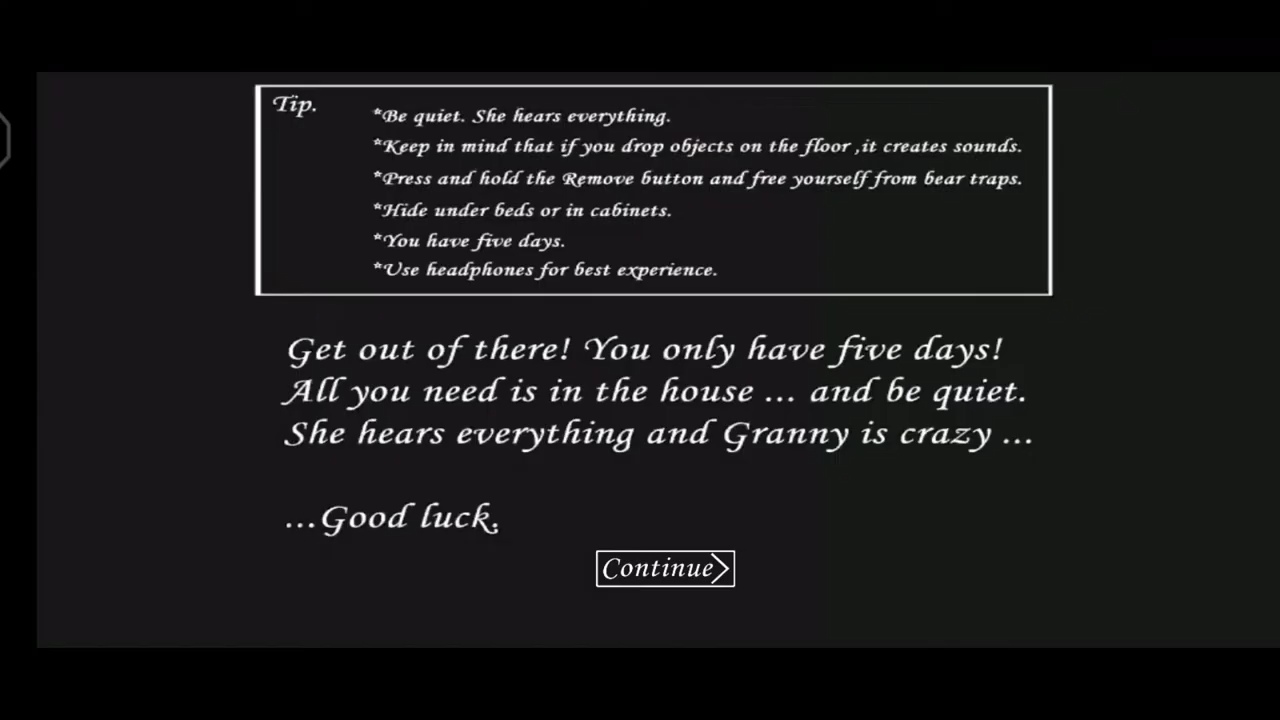 Tip.
*Be quiet. She hears everything.
*Keep in mind that if you drop objects on the floor ,it creates sounds.
*Press and hold the Remove button and free yourself from bear traps.
*Hide under beds or in cabinets.
*You have five days.
*Use headphones for best experience.
Get out of there! You only have five days!
All you need is in the house ... and be quiet.
She hears everything and Granny is crazy ...
...Good luck.
Continue>